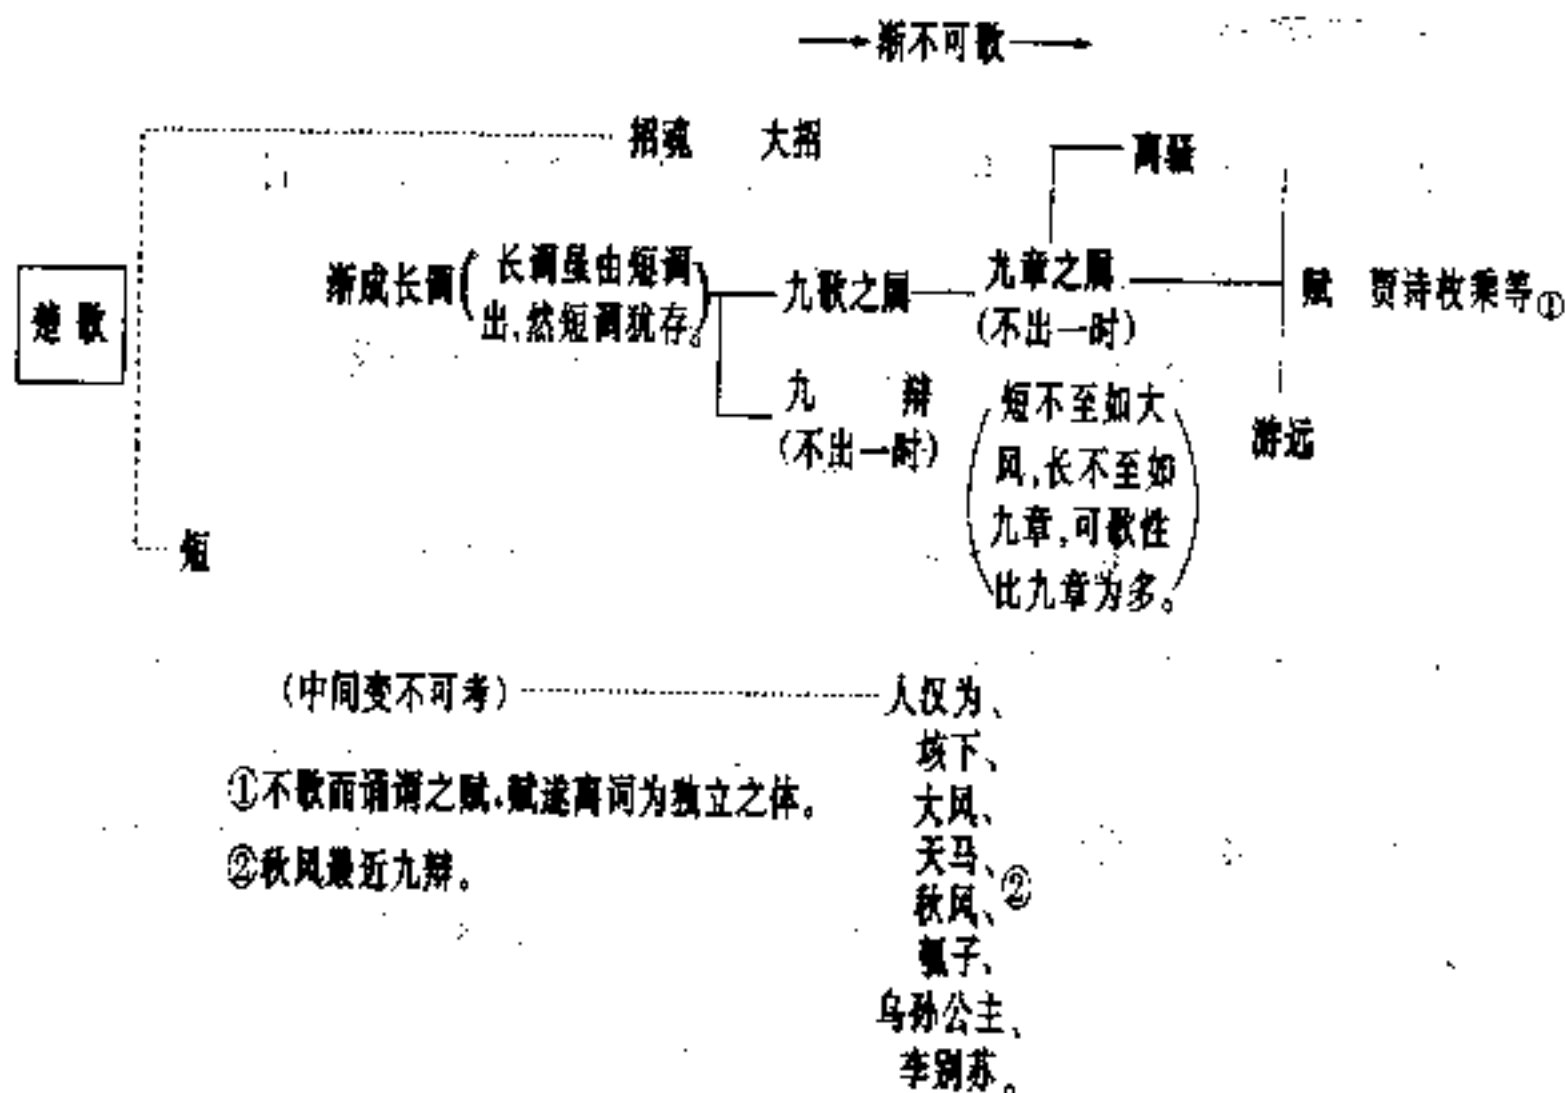 渐不可歌
招魂 大招
离骚
楚歌
渐成长调(长调虽由短调出,然短调犹存。)
九歌之属
九章之属
(不出一时)
赋 贾诗枚乘等①
九辩
(不出一时)
(短不至如大
风,长不至如
九章,可歌性
比九章为多。)
游远
短
(中间变不可考)
人仅为、
垓下、
大风、
天马、
秋风、②
瓠子、
乌孙公主、
李别苏。
①不歌而诵谓之赋,赋遂离词为独立之体。
②秋风最近九辩。